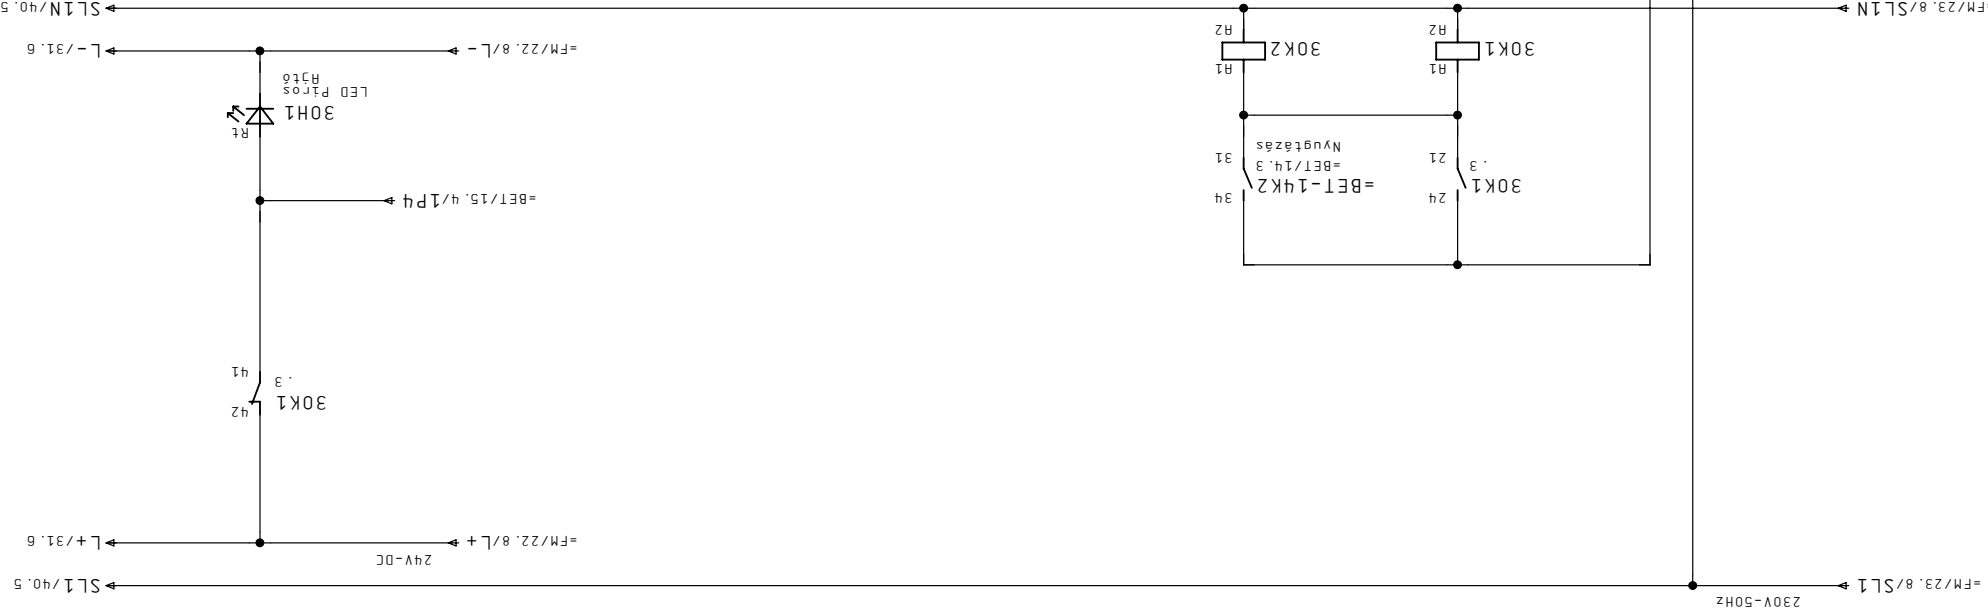 230V-50Hz
=FM/23.8/SL1
SL1/40.5
24V-DC
=FM/22.8/L+
L+/31.6
30K1
.3
42
41
24
30K1
.3
21
34
=BET-14K2
=BET/14.3
Nyugtázás
31
=BET/15.4/1P4
Rt
30H1
LED Piros
Ajtó
A1
30K1
A2
A1
30K2
A2
=FM/22.8/L-
L-/31.6
=FM/23.8/SL1N
SL1N/40.5